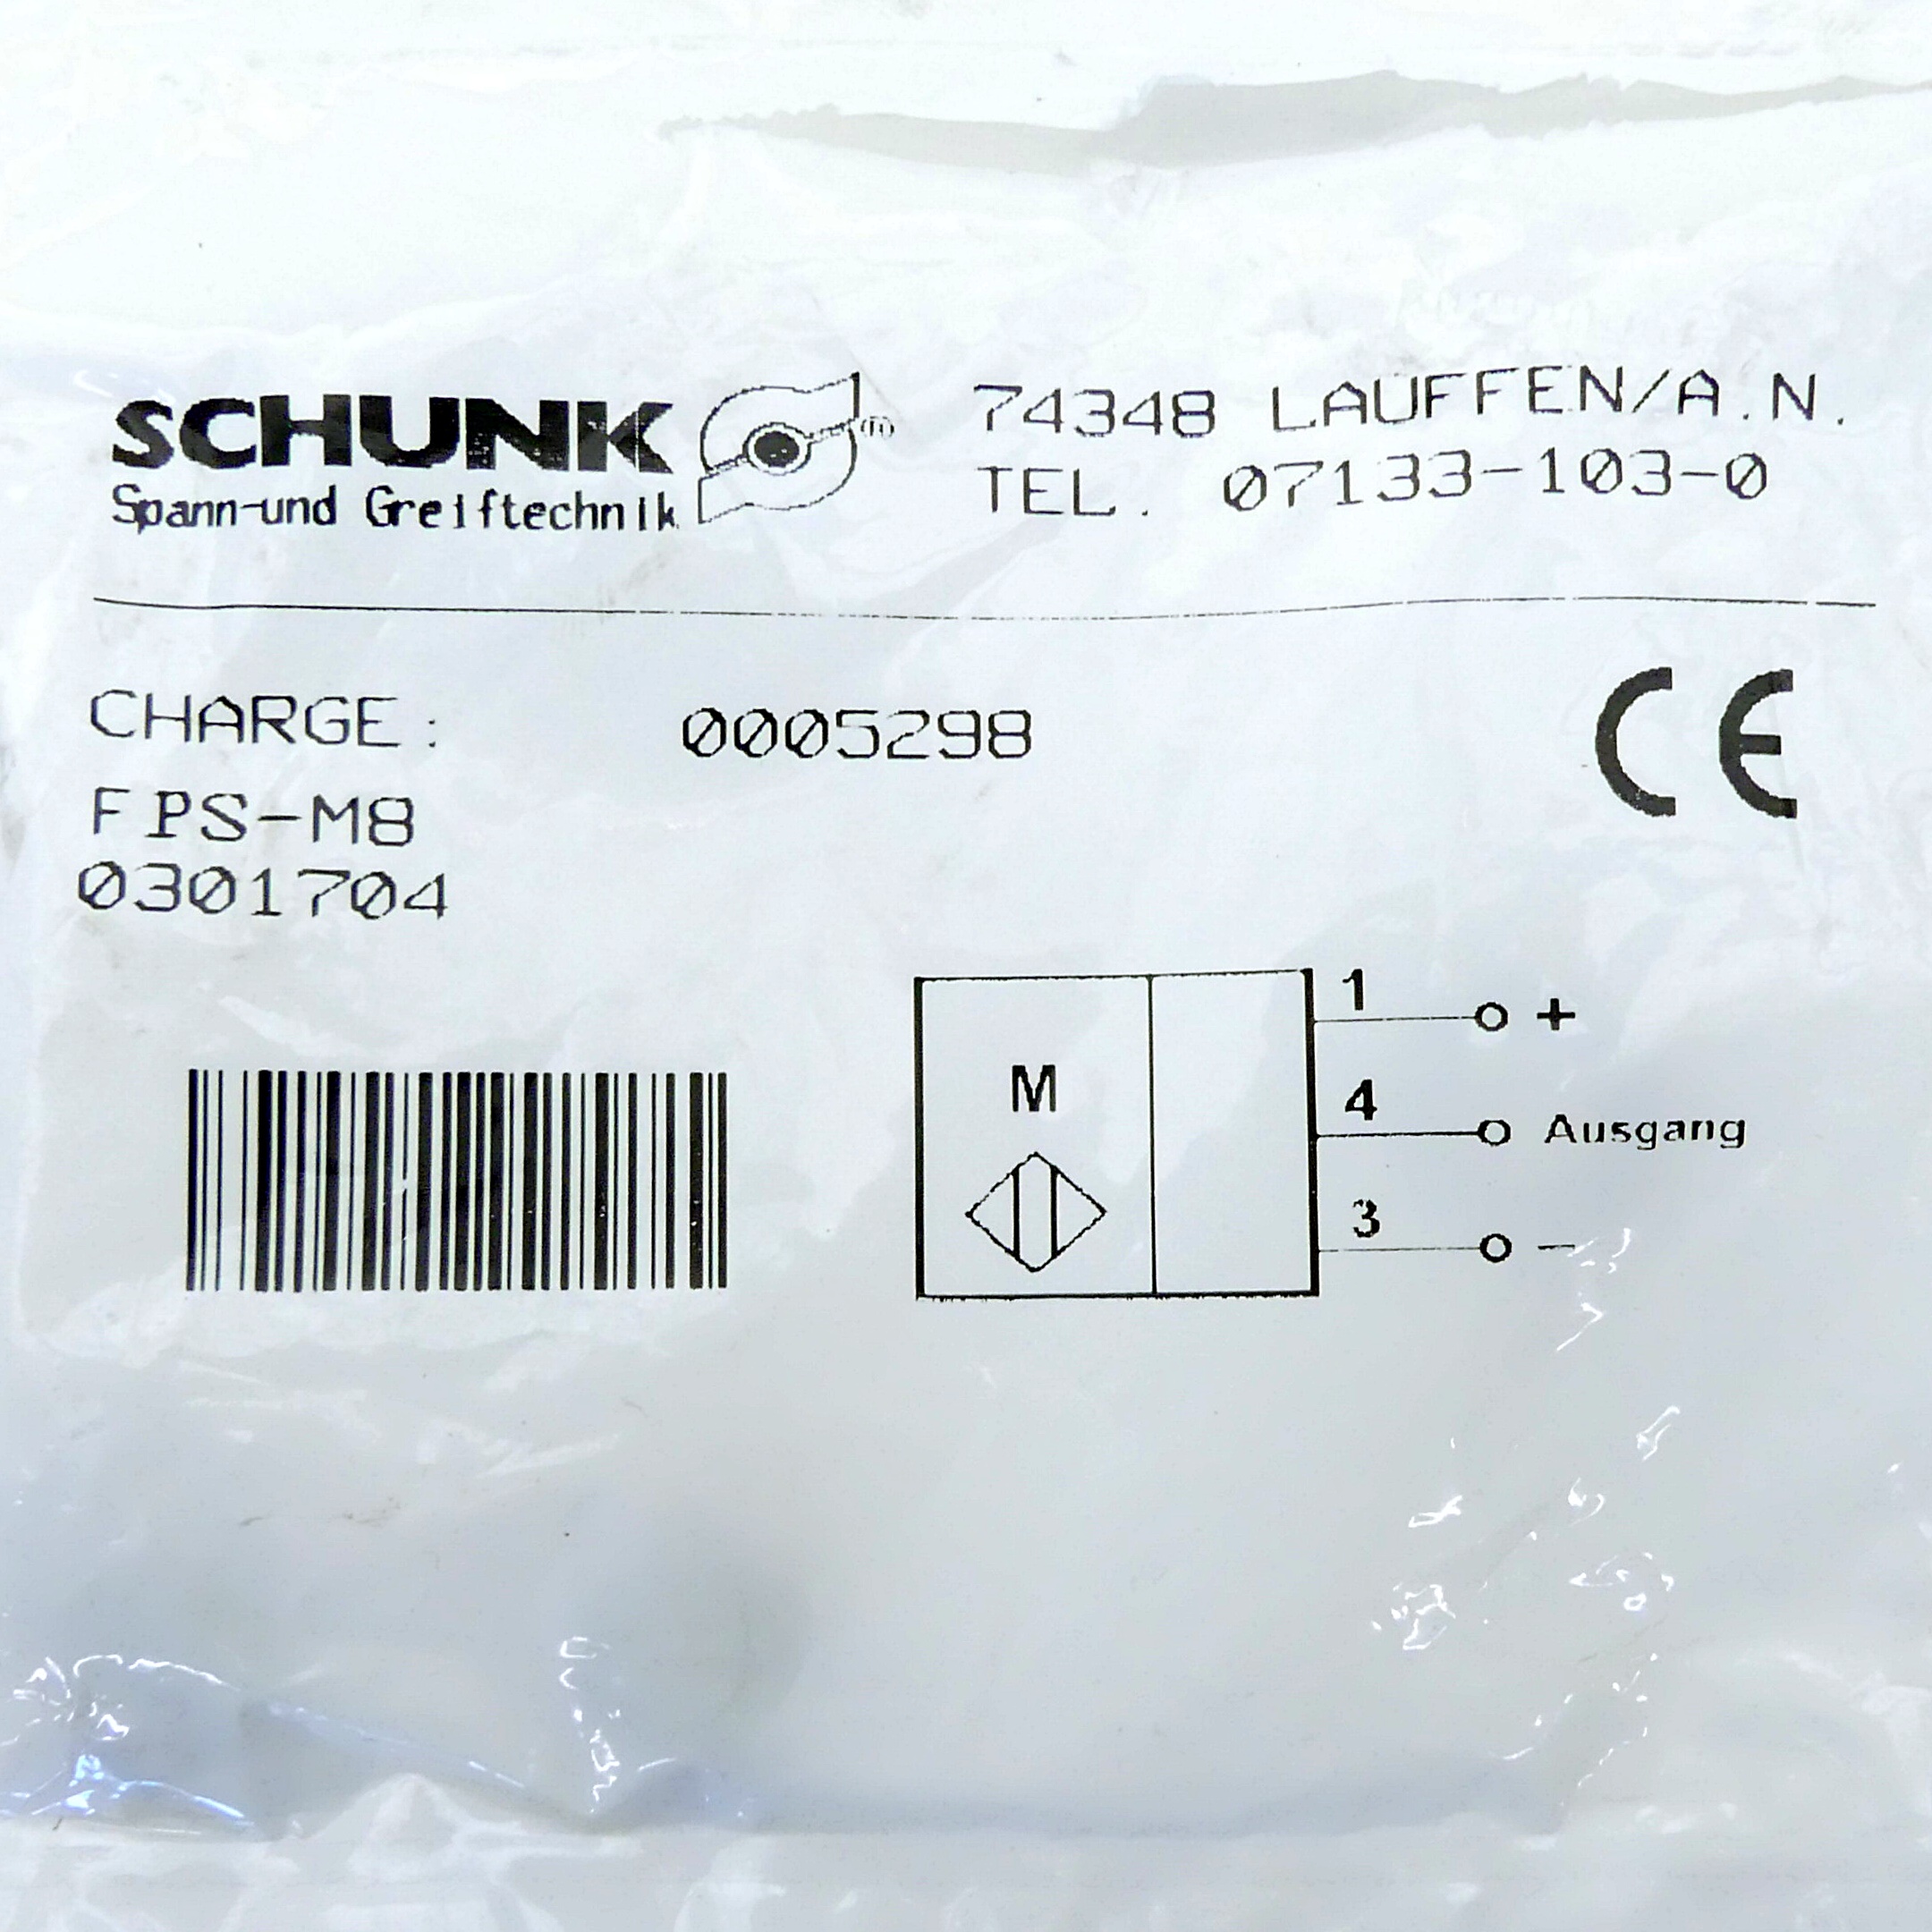 SCHUNK ®
Spann-und Greiftechnik
74348 LAUFFEN/A.N.
TEL. 07133-103-0
CHARGE: 0005298
FPS-M8
0301704
CE
M
1 +
4 Ausgang
3 −